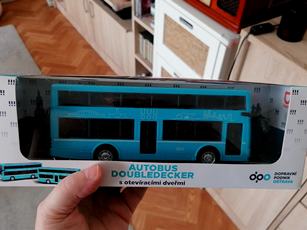 AUTOBUS
DOUBLEDECKER
s otevíracími dveřmi
dpo
DOPRAVNÍ
PODNIK
OSTRAVA